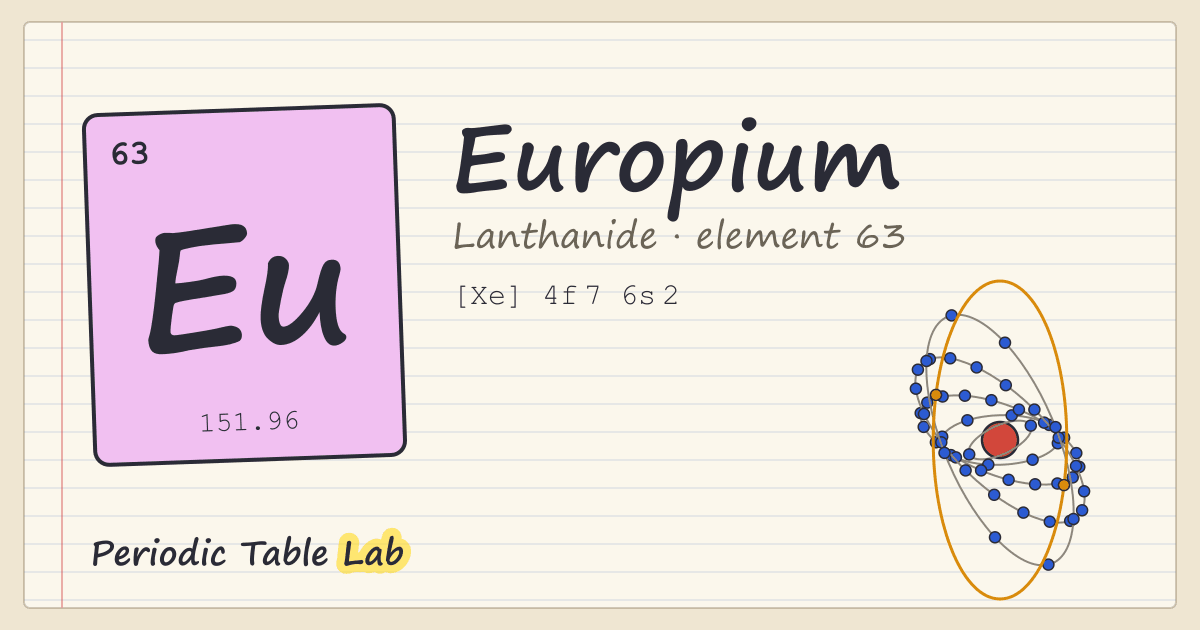 63
Eu
151.96
Europium
Lanthanide · element 63
[Xe] 4f7 6s2
Periodic Table Lab